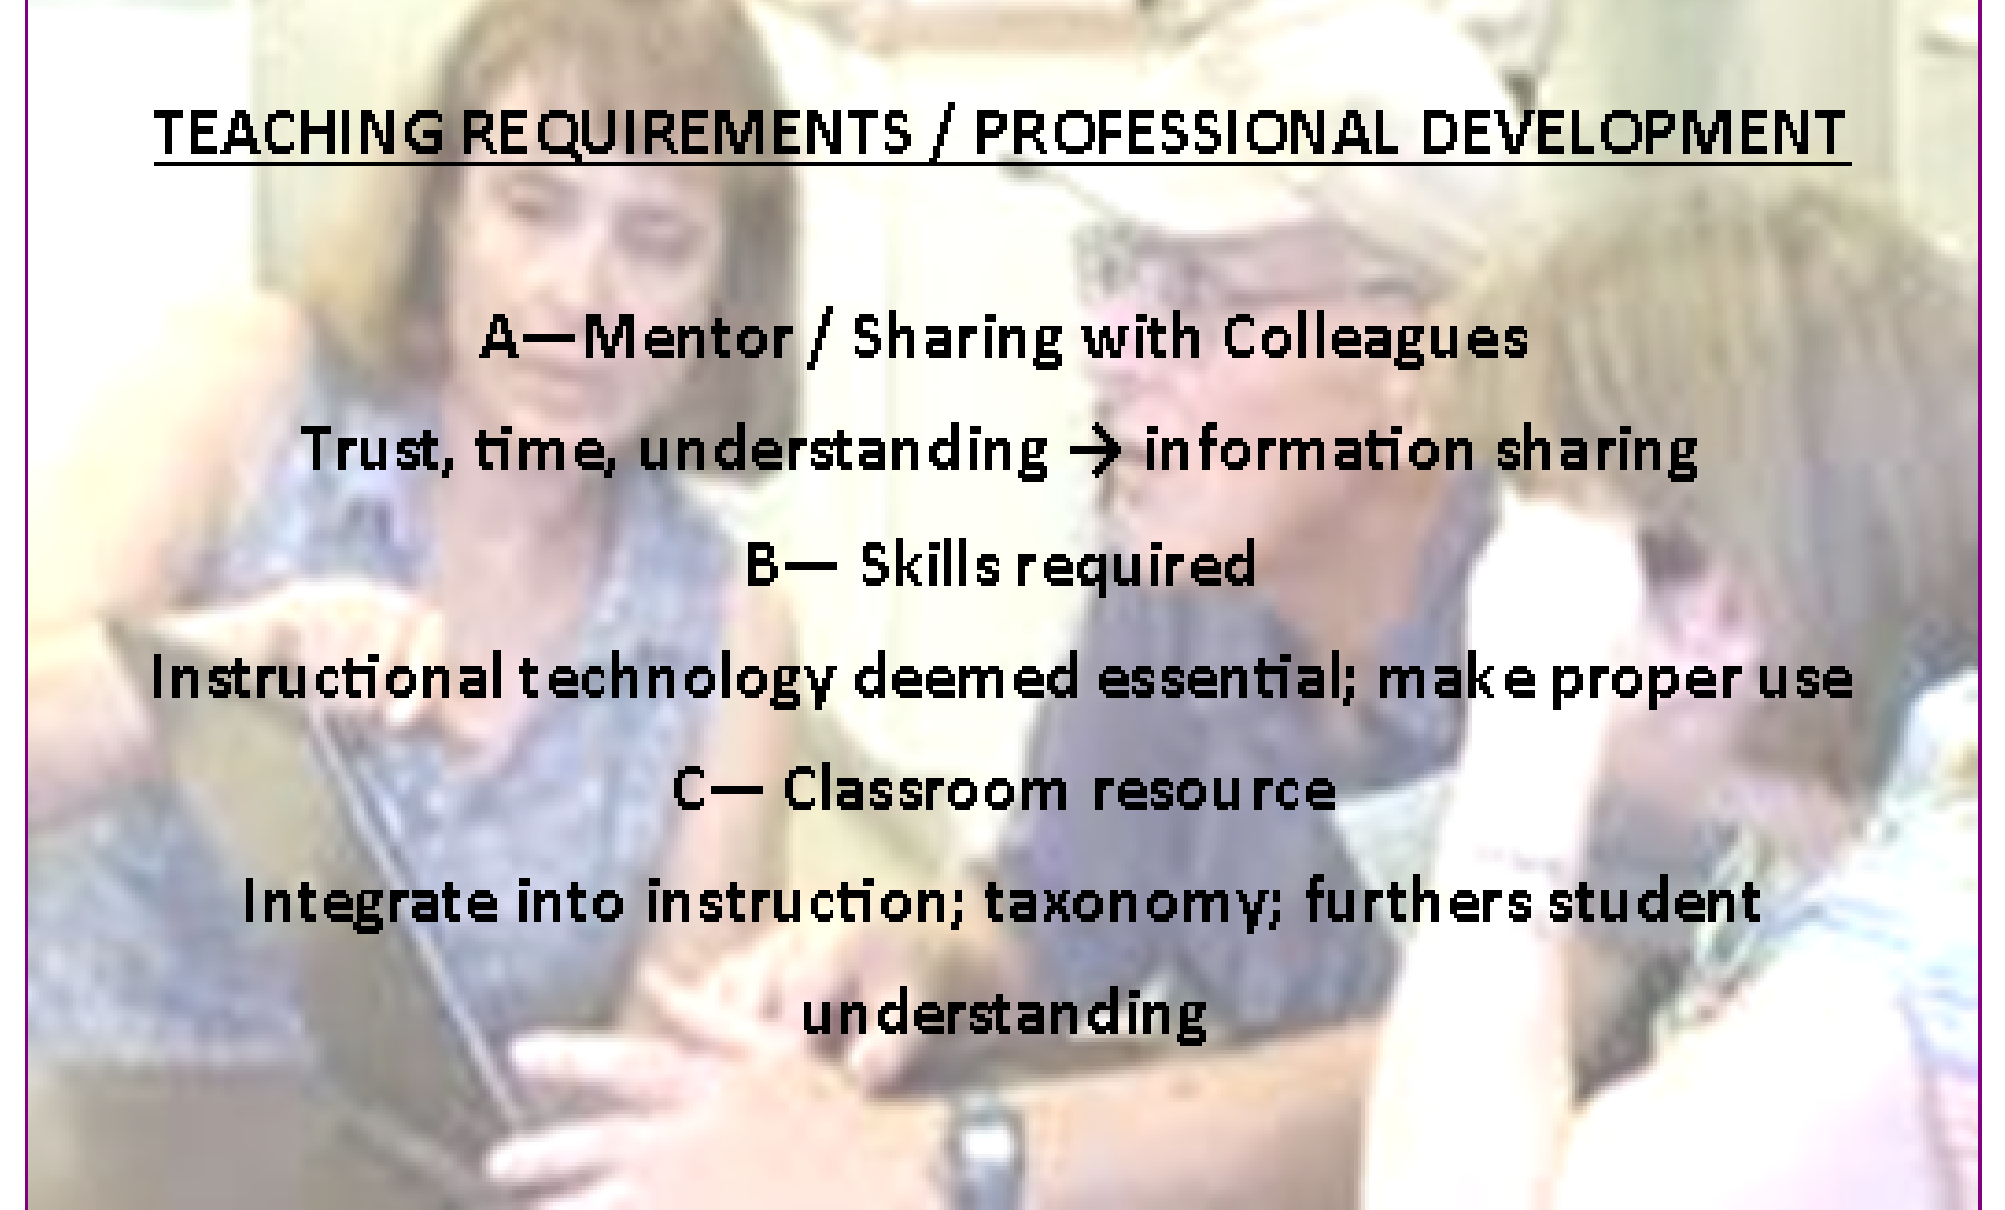 TEACHING REQUIREMENTS / PROFESSIONAL DEVELOPMENT
A—Mentor / Sharing with Colleagues
Trust, time, understanding → information sharing
B— Skills required
Instructional technology deemed essential; make proper use
C— Classroom resource
Integrate into instruction; taxonomy; furthers student
understanding